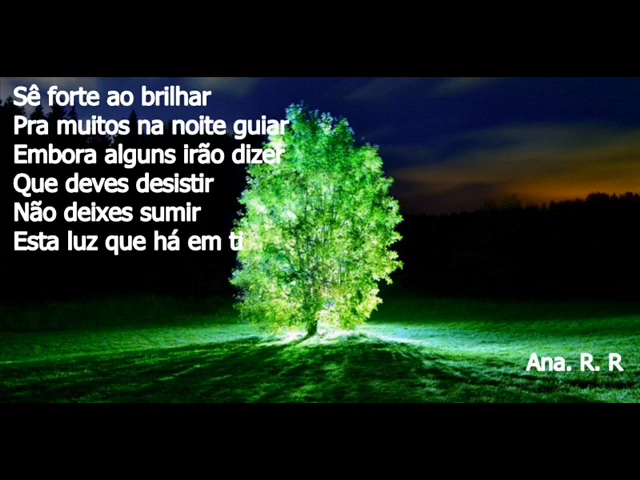 Sê forte ao brilhar
Pra muitos na noite guiar
Embora alguns irão dizer
Que deves desistir
Não deixes sumir
Esta luz que há em ti
Ana. R. R